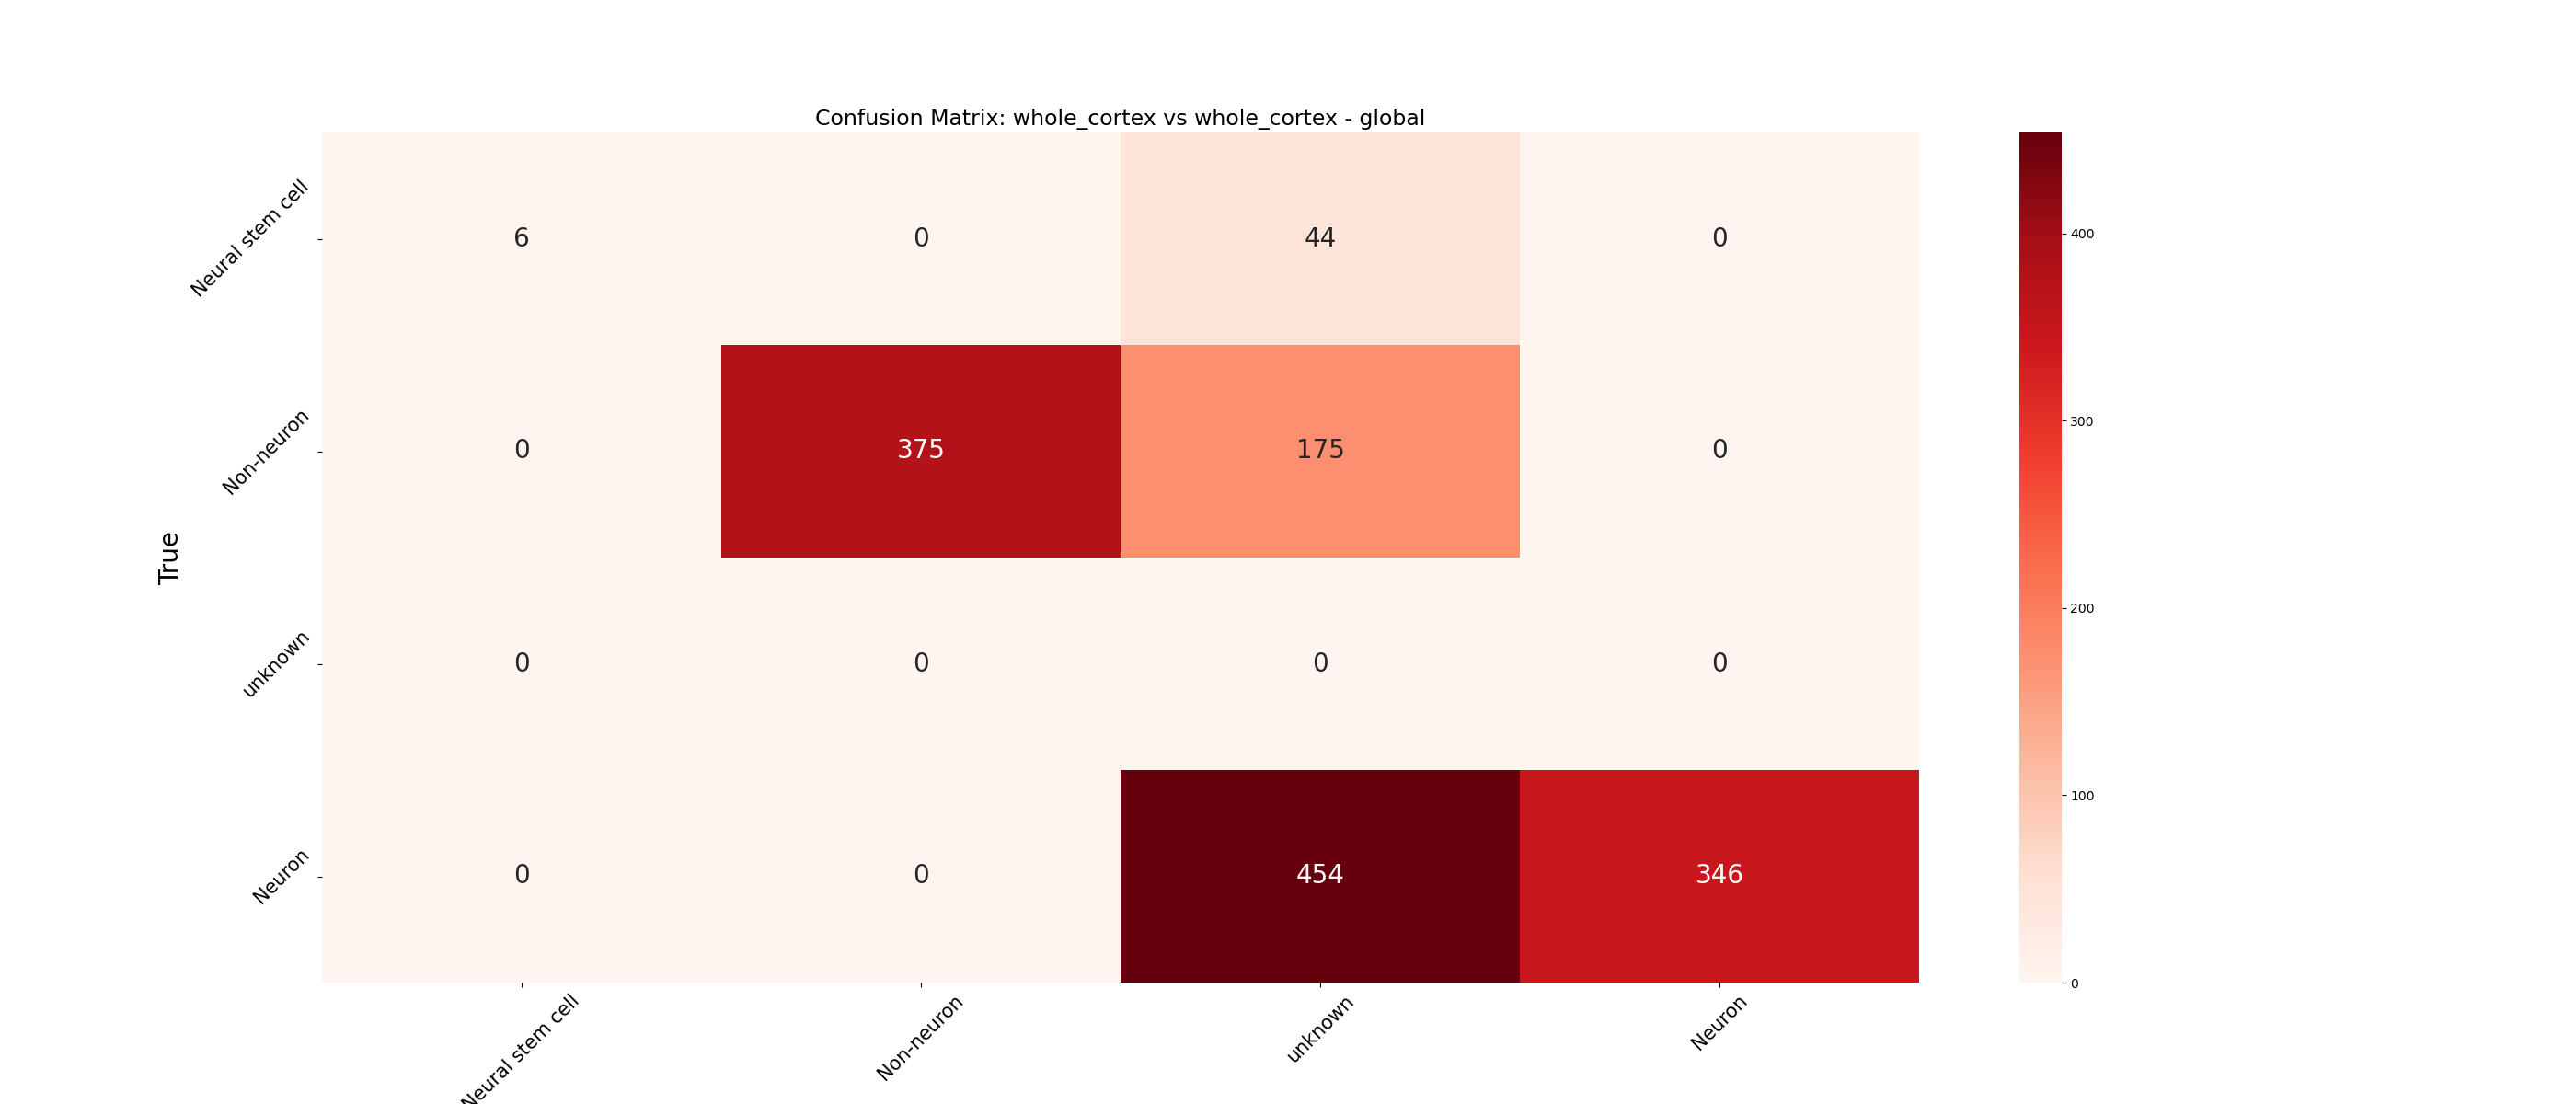 Confusion Matrix: whole_cortex vs whole_cortex - global
Neural stem cell
6 0 44 0
Non-neuron
0 375 175 0
unknown
0 0 0 0
Neuron
0 0 454 346
True
Neural stem cell
Non-neuron
unknown
Neuron
400
300
200
100
0